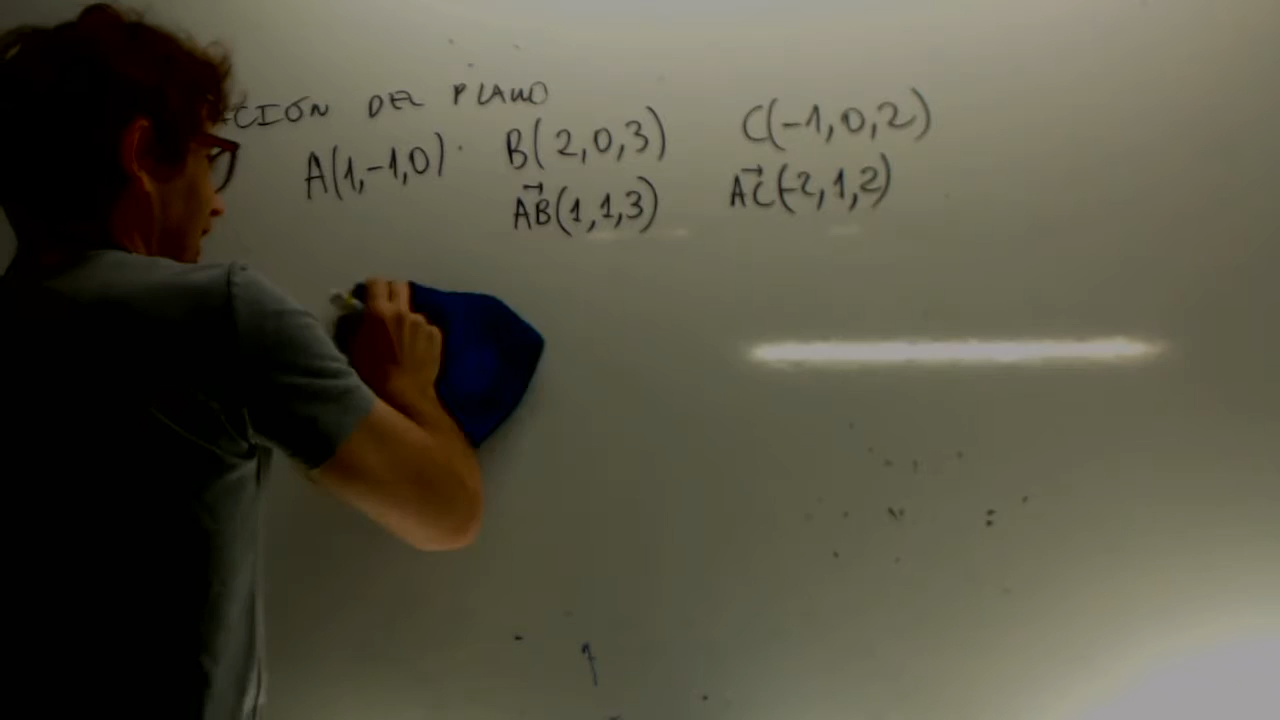 CIÓN DEL PLANO
A(1,-1,0) B(2,0,3) C(-1,0,2)
AB(1,1,3) AC(-2,1,2)